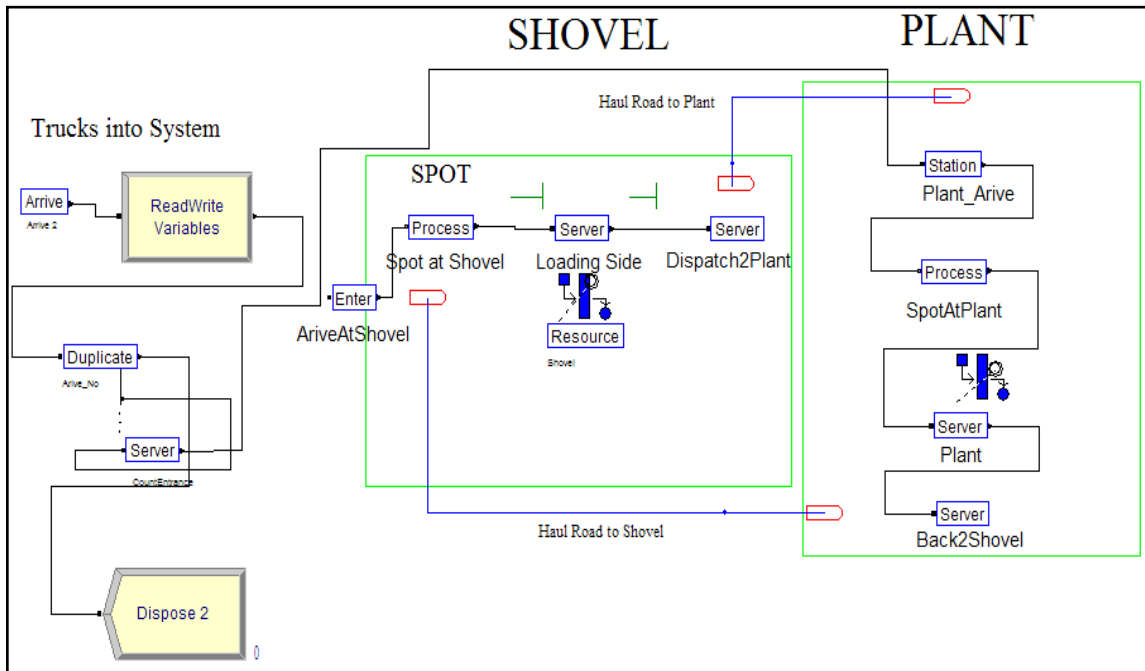 SHOVEL
PLANT
Trucks into System
Haul Road to Plant
Arrive
Arrive 2
ReadWrite
Variables
SPOT
Process
Spot at Shovel
Server
Loading Side
Server
Dispatch2Plant
Enter
AriveAtShovel
Resource
Shovel
Station
Plant_Arive
Process
SpotAtPlant
Server
Plant
Server
Back2Shovel
Duplicate
Arive_No
Server
CountEntrance
Haul Road to Shovel
Dispose 2
0